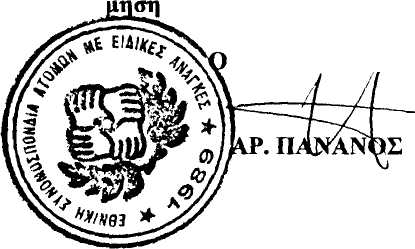 μηση
Ο
ΕΘΝΙΚΗ ΣΥΝΟΜΟΣΠΟΝΔΙΑ ΑΤΟΜΩΝ ΜΕ ΕΙΔΙΚΕΣ ΑΝΑΓΚΕΣ
★ 1989 ★
ΑΡ. ΠΑΝΑΝΟΣ